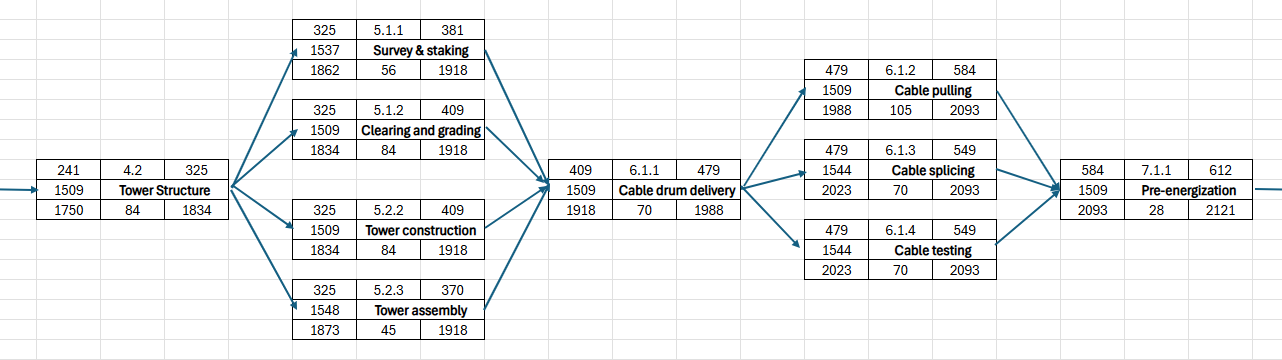 325 5.1.1 381
1537 Survey & staking
1862 56 1918
325 5.1.2 409
1509 Clearing and grading
1834 84 1918
241 4.2 325
1509 Tower Structure
1750 84 1834
325 5.2.2 409
1509 Tower construction
1834 84 1918
325 5.2.3 370
1548 Tower assembly
1873 45 1918
409 6.1.1 479
1509 Cable drum delivery
1918 70 1988
479 6.1.2 584
1509 Cable pulling
1988 105 2093
479 6.1.3 549
1544 Cable splicing
2023 70 2093
479 6.1.4 549
1544 Cable testing
2023 70 2093
584 7.1.1 612
1509 Pre-energization
2093 28 2121